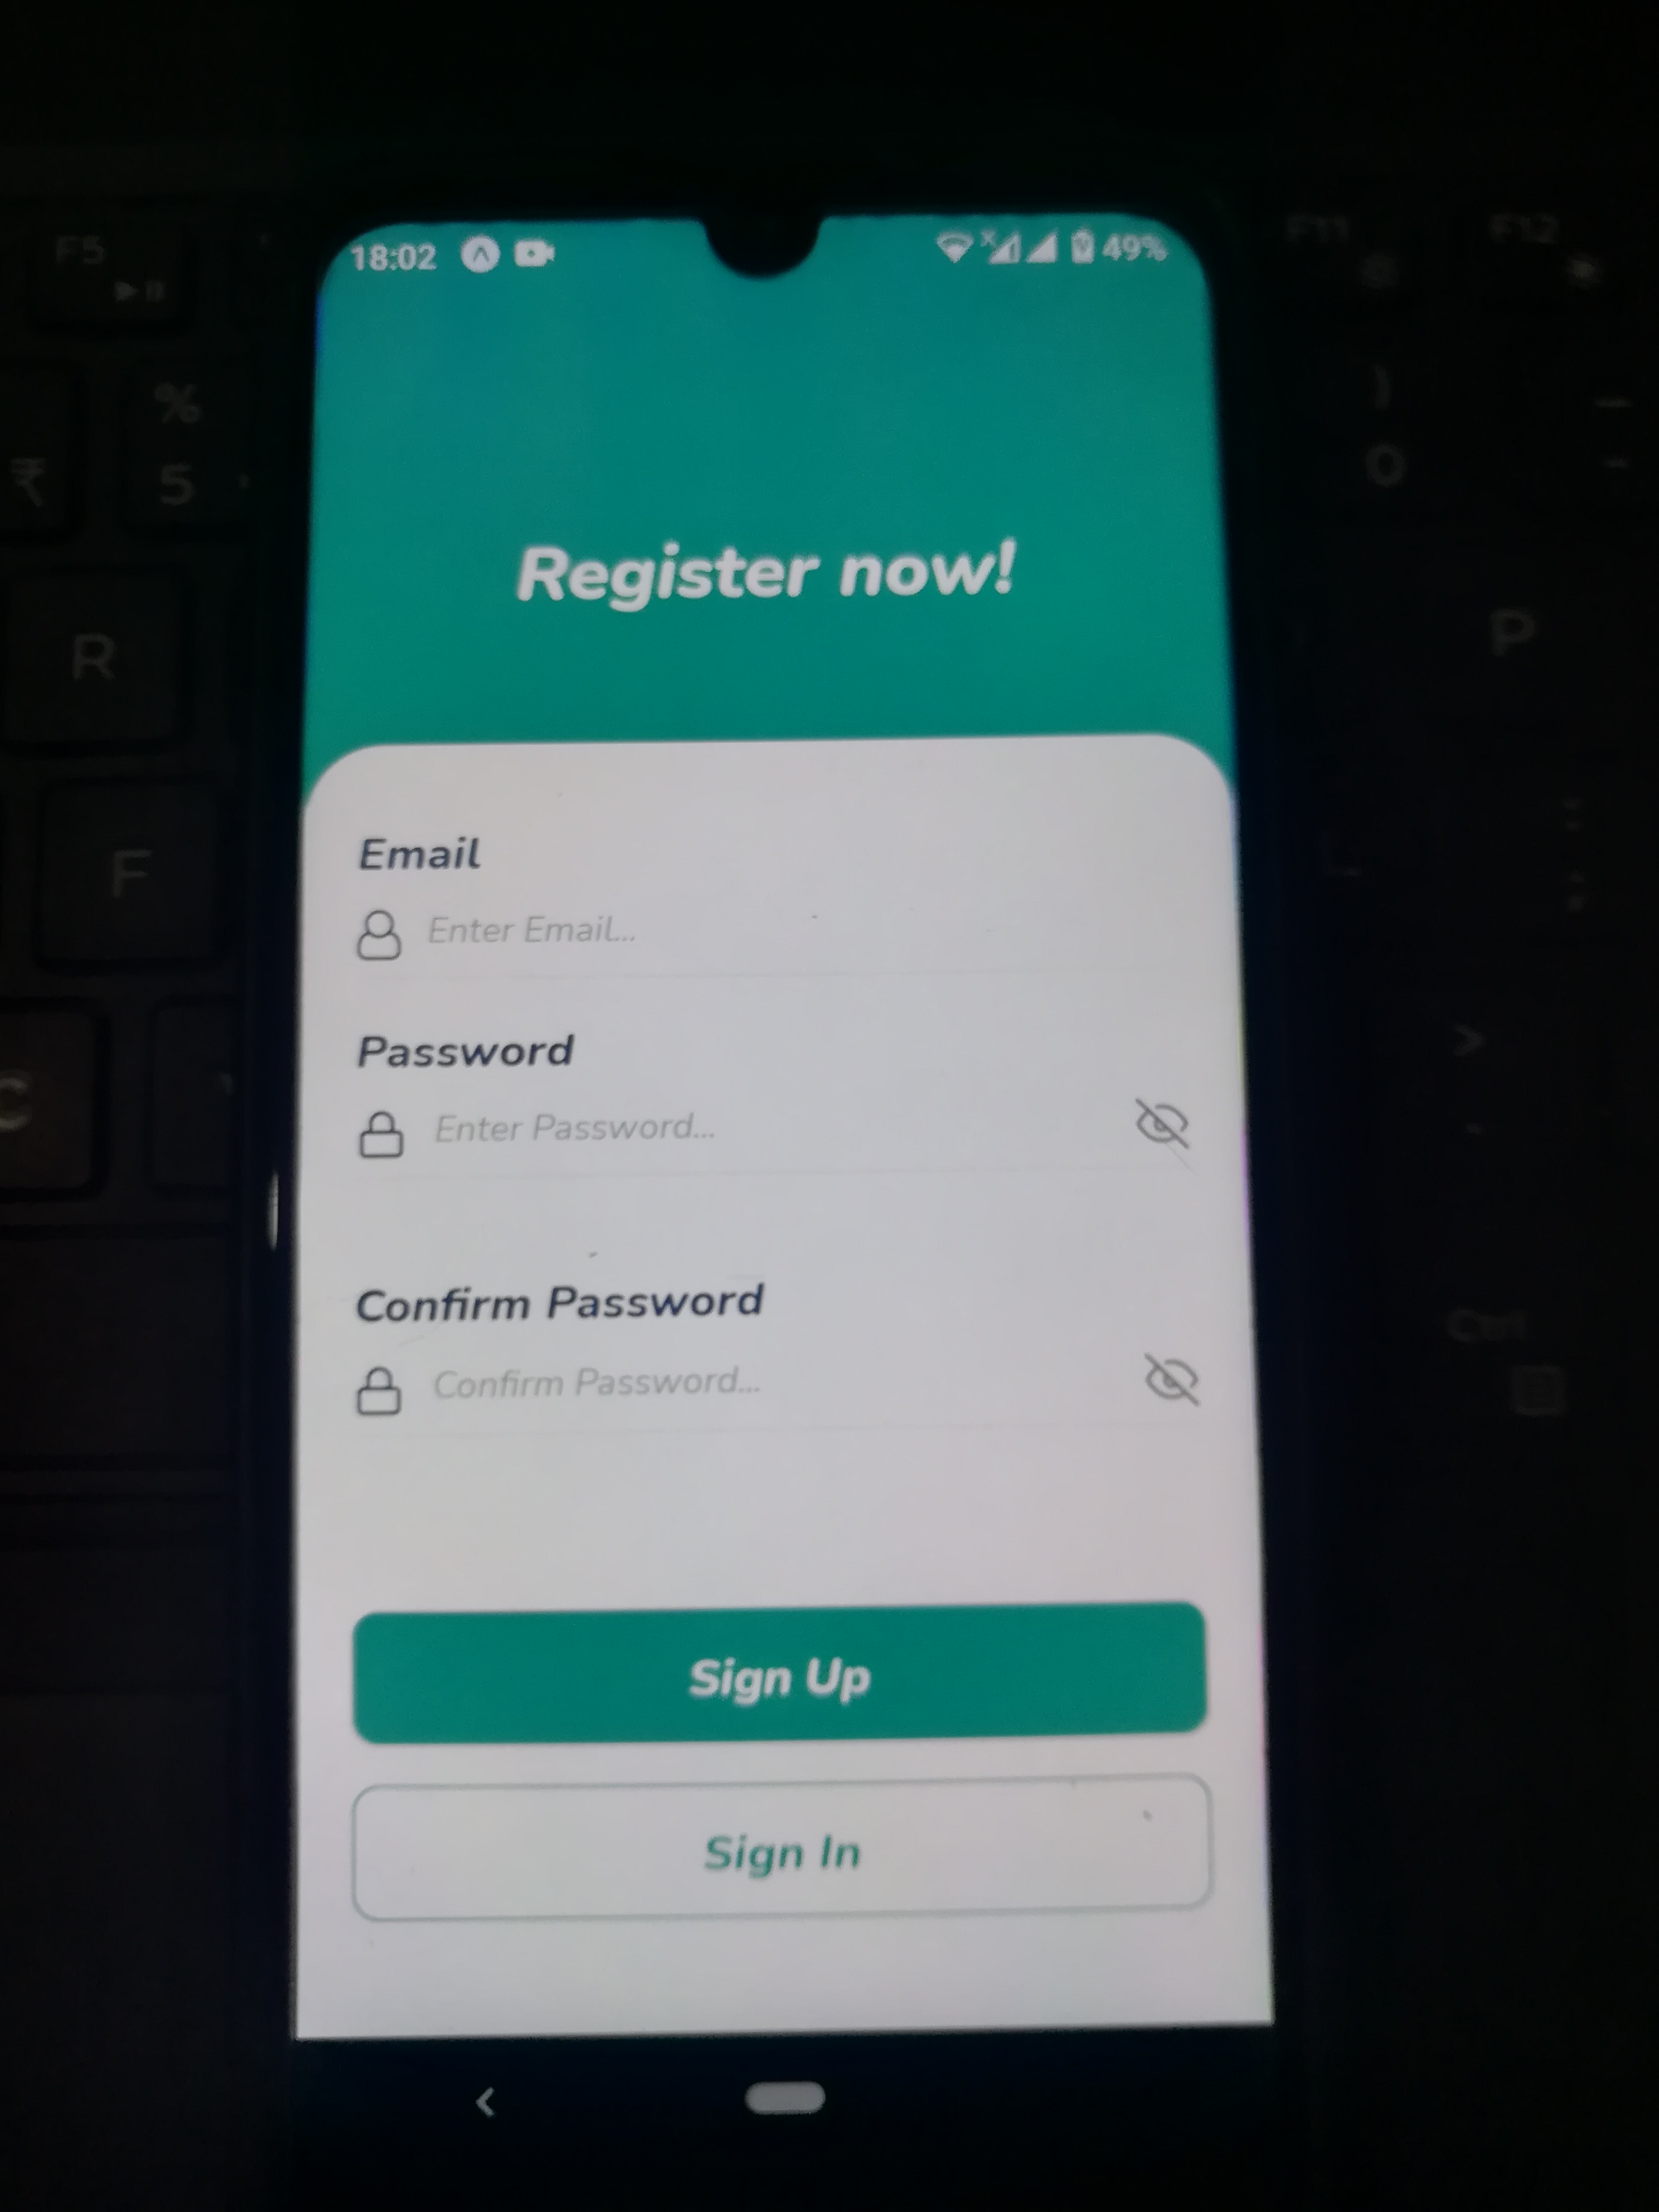 F5
F11
F12
18:02
49%
%
5
₹
)
0
_
-
Register now!
R
P
Email
F
Enter Email...
:
;
Password
C
>
.
Enter Password...
Confirm Password
Ctrl
Confirm Password...
Sign Up
Sign In